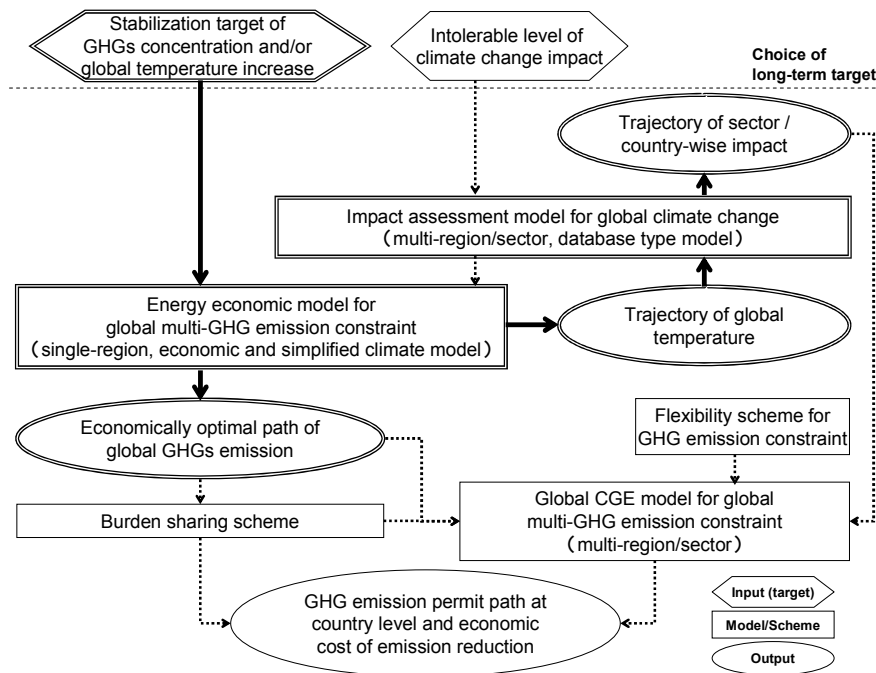 Stabilization target of
GHGs concentration and/or
global temperature increase
Intolerable level of
climate change impact
Choice of
long-term target
Trajectory of sector /
country-wise impact
Impact assessment model for global climate change
(multi-region/sector, database type model)
Energy economic model for
global multi-GHG emission constraint
(single-region, economic and simplified climate model)
Trajectory of global
temperature
Economically optimal path of
global GHGs emission
Flexibility scheme for
GHG emission constraint
Burden sharing scheme
Global CGE model for global
multi-GHG emission constraint
(multi-region/sector)
GHG emission permit path at
country level and economic
cost of emission reduction
Input (target)
Model/Scheme
Output